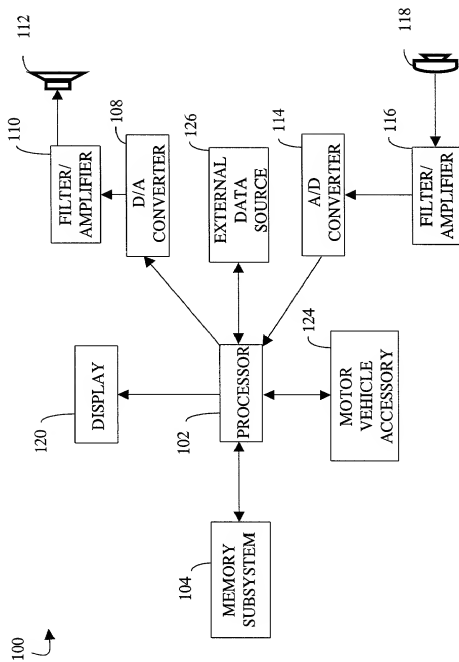 100
MEMORY
SUBSYSTEM
104
DISPLAY
120
PROCESSOR
102
MOTOR
VEHICLE
ACCESSORY
124
FILTER/
AMPLIFIER
110
112
D/A
CONVERTER
108
EXTERNAL
DATA
SOURCE
126
A/D
CONVERTER
114
FILTER/
AMPLIFIER
116
118